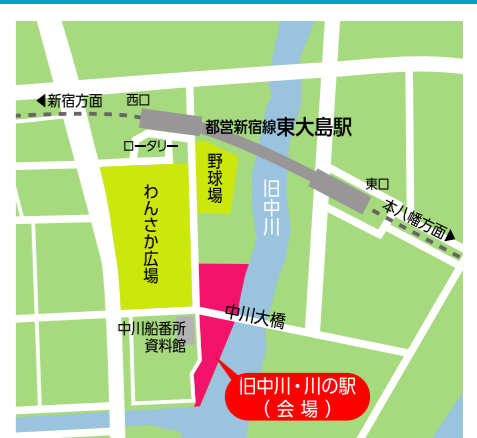 ◀新宿方面
西口
都営新宿線東大島駅
ロータリー
野球場
東口
わんさか広場
旧中川
本八幡方面▶
中川大橋
中川船番所
資料館
旧中川・川の駅
（会場）